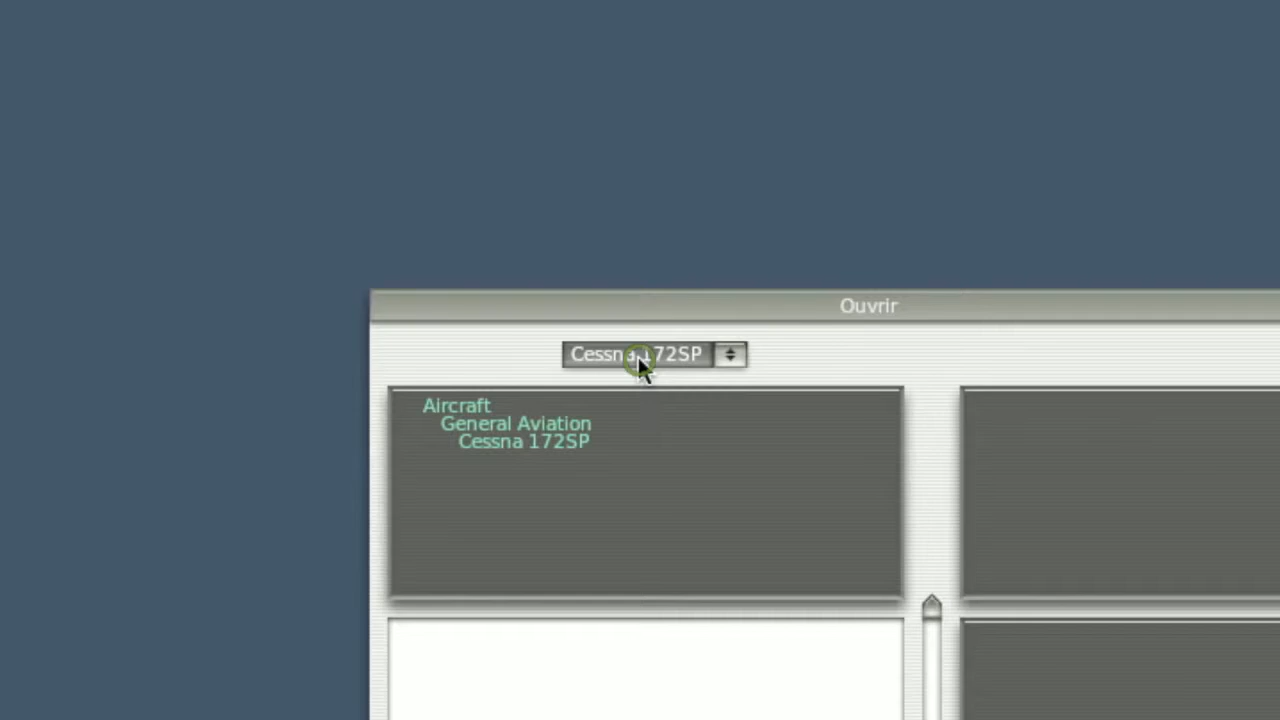 Ouvrir
Cessna 172SP
Aircraft
General Aviation
Cessna 172SP